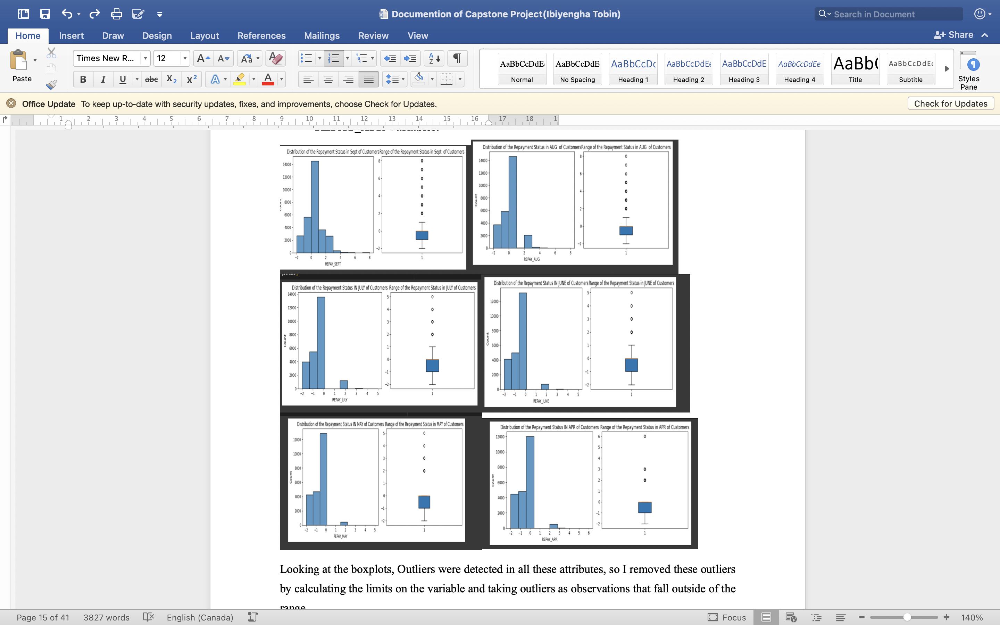 Documention of Capstone Project(Ibiyengha Tobin)
Search in Document
Home Insert Draw Design Layout References Mailings Review View
Share
Paste
Times New R... 12
AaBbCcDdE AaBbCcDdE AaBbCcDc AaBbCcDdEe AaBbCcDdE AaBbCcDdEe AaBb( AaBbCcDdEe
Normal No Spacing Heading 1 Heading 2 Heading 3 Heading 4 Title Subtitle
Styles Pane
Office Update To keep up-to-date with security updates, fixes, and improvements, choose Check for Updates.
Check for Updates
1 2 3 4 5 6 7 8 9 10 11 12 13 14 15 16 17 18
Distribution of the Repayment Status in Sept of Customers Range of the Repayment Status in Sept of Customers
14000 12000 10000 8000 6000 4000 2000 0
Count
-2 0 2 4 6 8
REPAY_SEPT
8 6 4 2 0 -2
1
Distribution of the Repayment Status in AUG of Customers Range of the Repayment Status in AUG of Customers
14000 12000 10000 8000 6000 4000 2000 0
Count
-2 0 2 4 6 8
REPAY_AUG
8 6 4 2 0 -2
1
Distribution of the Repayment Status IN JULY of Customers Range of the Repayment Status in JULY of Customers
14000 12000 10000 8000 6000 4000 2000 0
Count
-2 -1 0 1 2 3 4 5
REPAY_JULY
5 4 3 2 1 0 -1 -2
1
Distribution of the Repayment Status IN JUNE of Customers Range of the Repayment Status in JUNE of Customers
12000 10000 8000 6000 4000 2000 0
Count
-2 -1 0 1 2 3 4 5
REPAY_JUNE
5 4 3 2 1 0 -1 -2
1
Distribution of the Repayment Status IN MAY of Customers Range of the Repayment Status in MAY of Customers
12000 10000 8000 6000 4000 2000 0
Count
-2 -1 0 1 2 3 4 5
REPAY_MAY
5 4 3 2 1 0 -1 -2
1
Distribution of the Repayment Status IN APR of Customers Range of the Repayment Status in APR of Customers
12000 10000 8000 6000 4000 2000 0
Count
-2 -1 0 1 2 3 4 5 6
REPAY_APR
6 5 4 3 2 1 0 -1 -2
1
Looking at the boxplots, Outliers were detected in all these attributes, so I removed these outliers
by calculating the limits on the variable and taking outliers as observations that fall outside of the
range
Page 15 of 41 3827 words English (Canada) Focus 140%